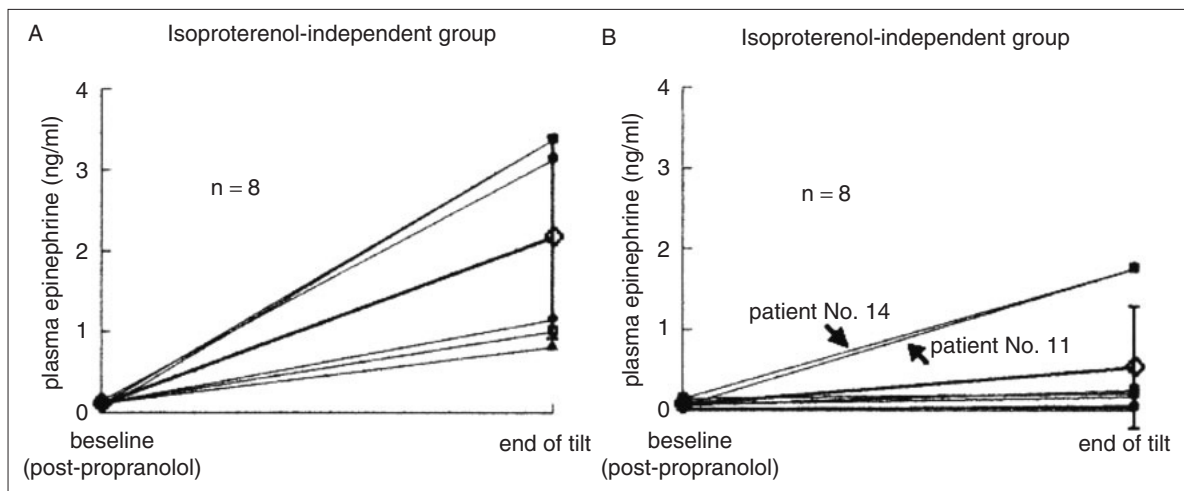 A
Isoproterenol-independent group
plasma epinephrine (ng/ml)
4
3
2
1
0
n = 8
beseline
(post-propranolol)
end of tilt
B
Isoproterenol-independent group
plasma epinephrine (ng/ml)
4
3
2
1
0
n = 8
patient No. 14
patient No. 11
beseline
(post-propranolol)
end of tilt